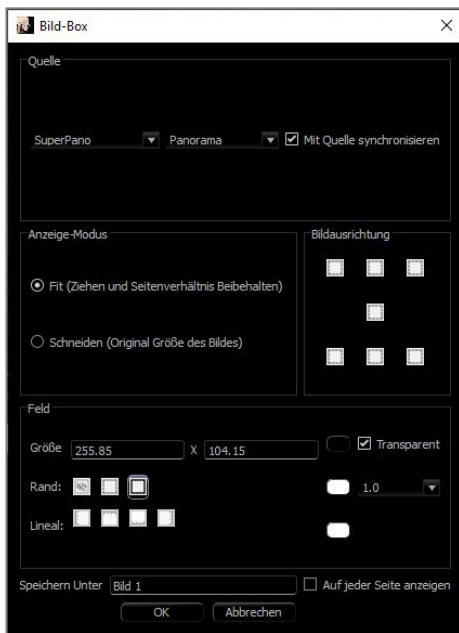 Bild-Box
Quelle
SuperPano Panorama Mit Quelle synchronisieren
Anzeige-Modus
Bildausrichtung
Fit (Ziehen und Seitenverhältnis Beibehalten)
Schneiden (Original Größe des Bildes)
Feld
Größe 255.85 X 104.15 Transparent
Rand: 1.0
Lineal:
Speichern Unter Bild 1 Auf jeder Seite anzeigen
OK Abbrechen